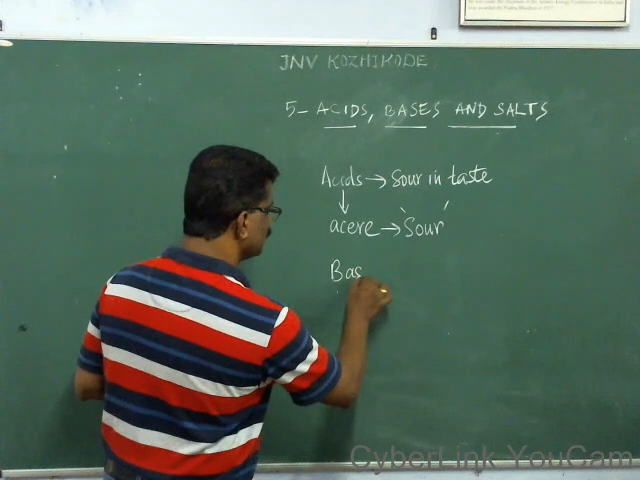 JNV KOZHIKODE
5- ACIDS, BASES AND SALTS
Acids → Sour in taste
↓
acere → 'Sour'
Bas
CyberLink YouCam